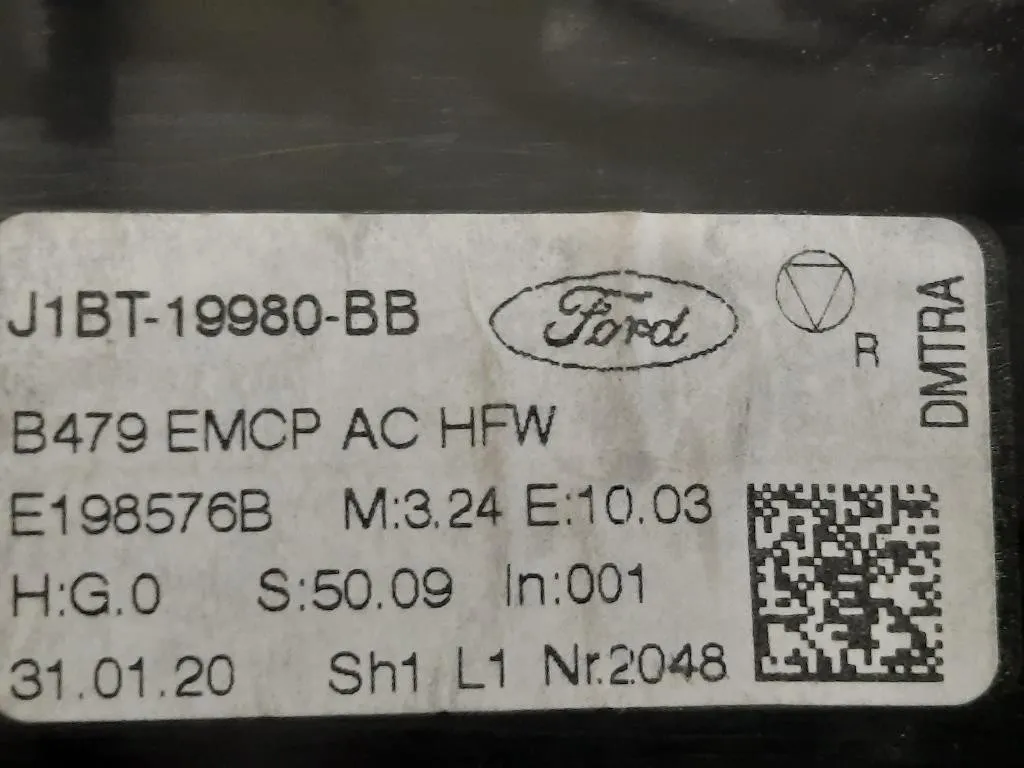 J1BT-19980-BB
Ford
R
DMTRA
B479 EMCP AC HFW
E198576B M:3.24 E:10.03
H:G.0 S:50.09 In:001
31.01.20 Sh1 L1 Nr.2048